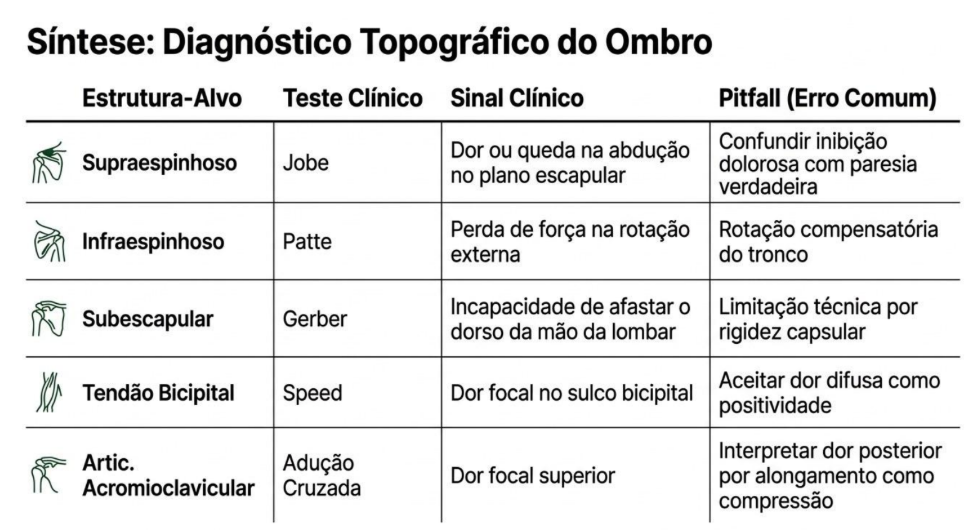 Síntese: Diagnóstico Topográfico do Ombro
Estrutura-Alvo
Teste Clínico
Sinal Clínico
Pitfall (Erro Comum)
Supraespinhoso
Jobe
Dor ou queda na abdução
no plano escapular
Confundir inibição
dolorosa com paresia
verdadeira
Infraespinhoso
Patte
Perda de força na rotação
externa
Rotação compensatória
do tronco
Subescapular
Gerber
Incapacidade de afastar o
dorso da mão da lombar
Limitação técnica por
rigidez capsular
Tendão Bicipital
Speed
Dor focal no sulco bicipital
Aceitar dor difusa como
positividade
Artic.
Acromioclavicular
Adução
Cruzada
Dor focal superior
Interpretar dor posterior
por alongamento como
compressão